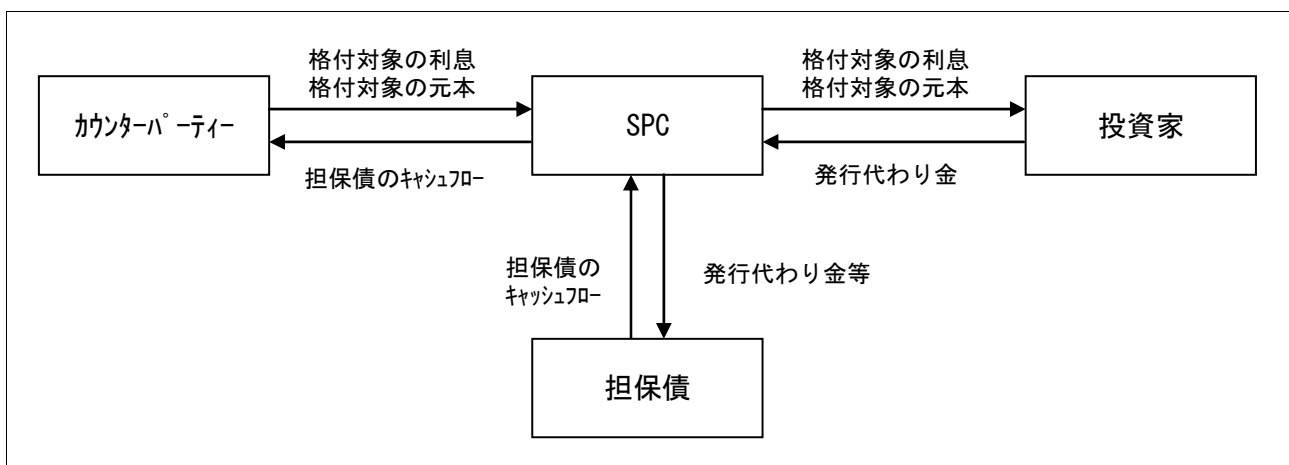 格付対象の利息
格付対象の元本
格付対象の利息
格付対象の元本
ｶｳﾝﾀｰﾊﾟｰﾃｨｰ
SPC
投資家
担保債のｷｬｼｭﾌﾛｰ
発行代わり金
担保債の
ｷｬｯｼｭﾌﾛｰ
発行代わり金等
担保債